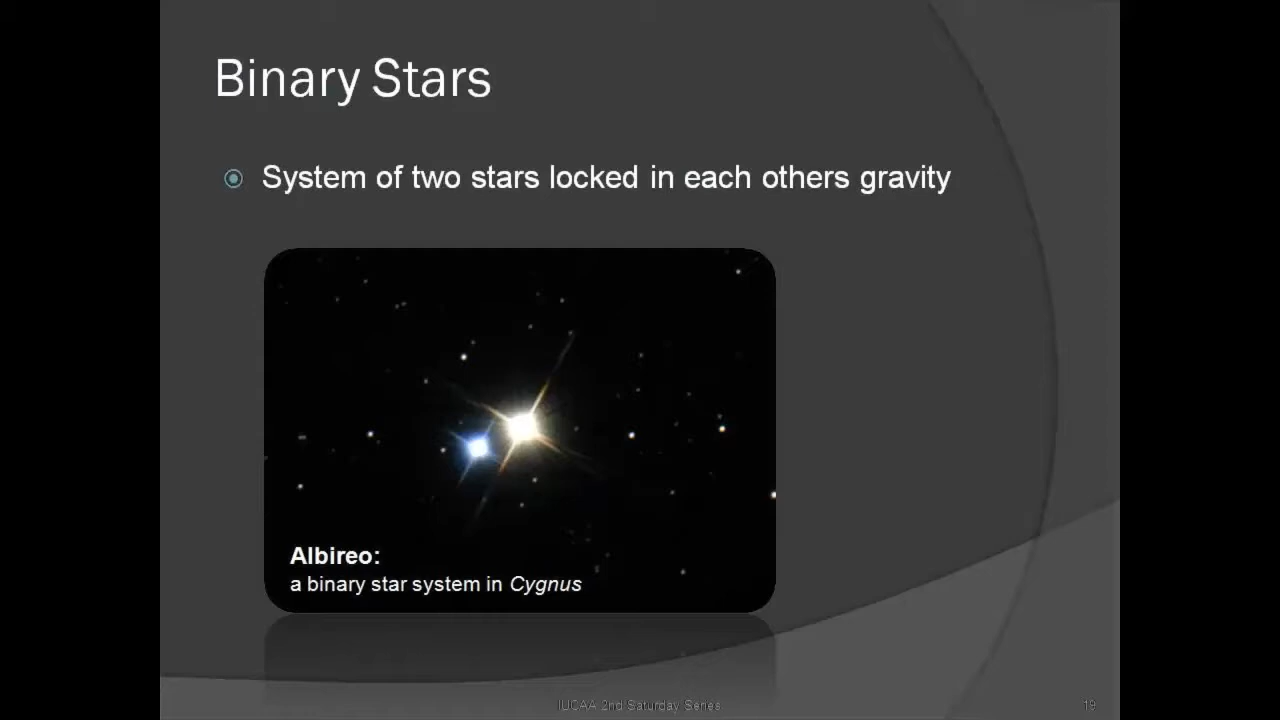 Binary Stars
System of two stars locked in each others gravity
Albireo:
a binary star system in Cygnus
IUCAA 2nd Saturday Series
19